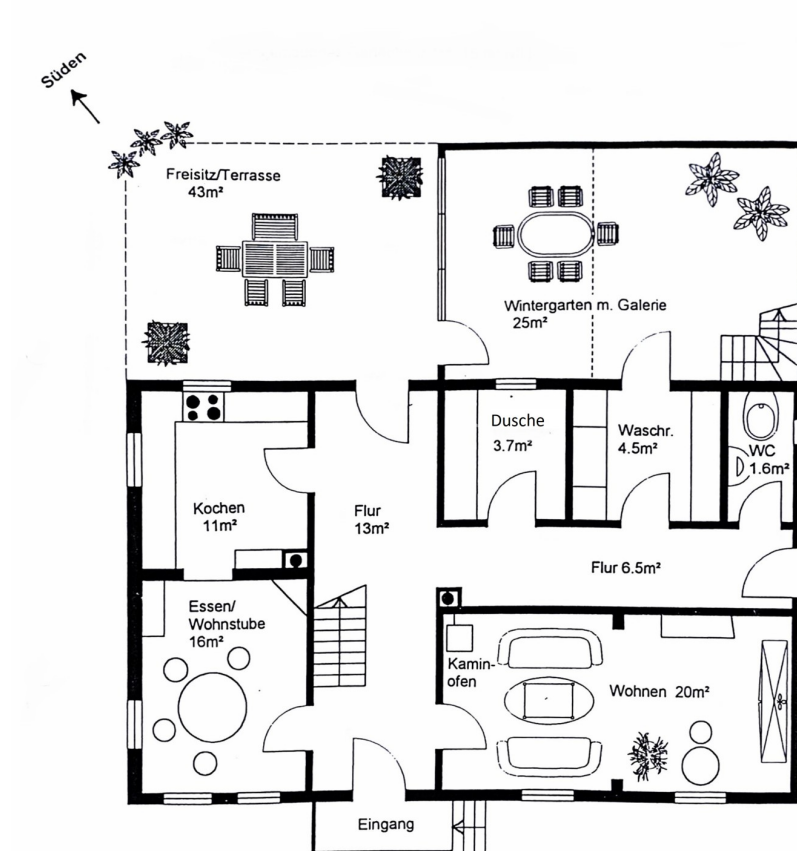 Süden
Freisitz/Terrasse
43m²
Wintergarten m. Galerie
25m²
Dusche
3.7m²
Waschr.
4.5m²
WC
1.6m²
Kochen
11m²
Flur
13m²
Flur 6.5m²
Essen/
Wohnstube
16m²
Kamin-
ofen
Wohnen 20m²
Eingang